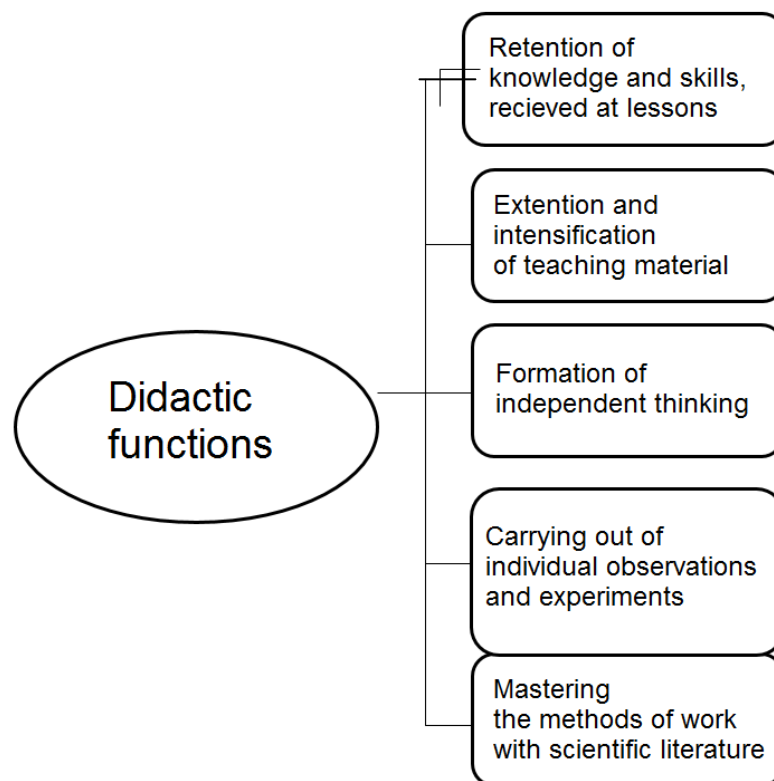 Didactic
functions
Retention of
knowledge and skills,
recieved at lessons
Extention and
intensification
of teaching material
Formation of
independent thinking
Carrying out of
individual observations
and experiments
Mastering
the methods of work
with scientific literature